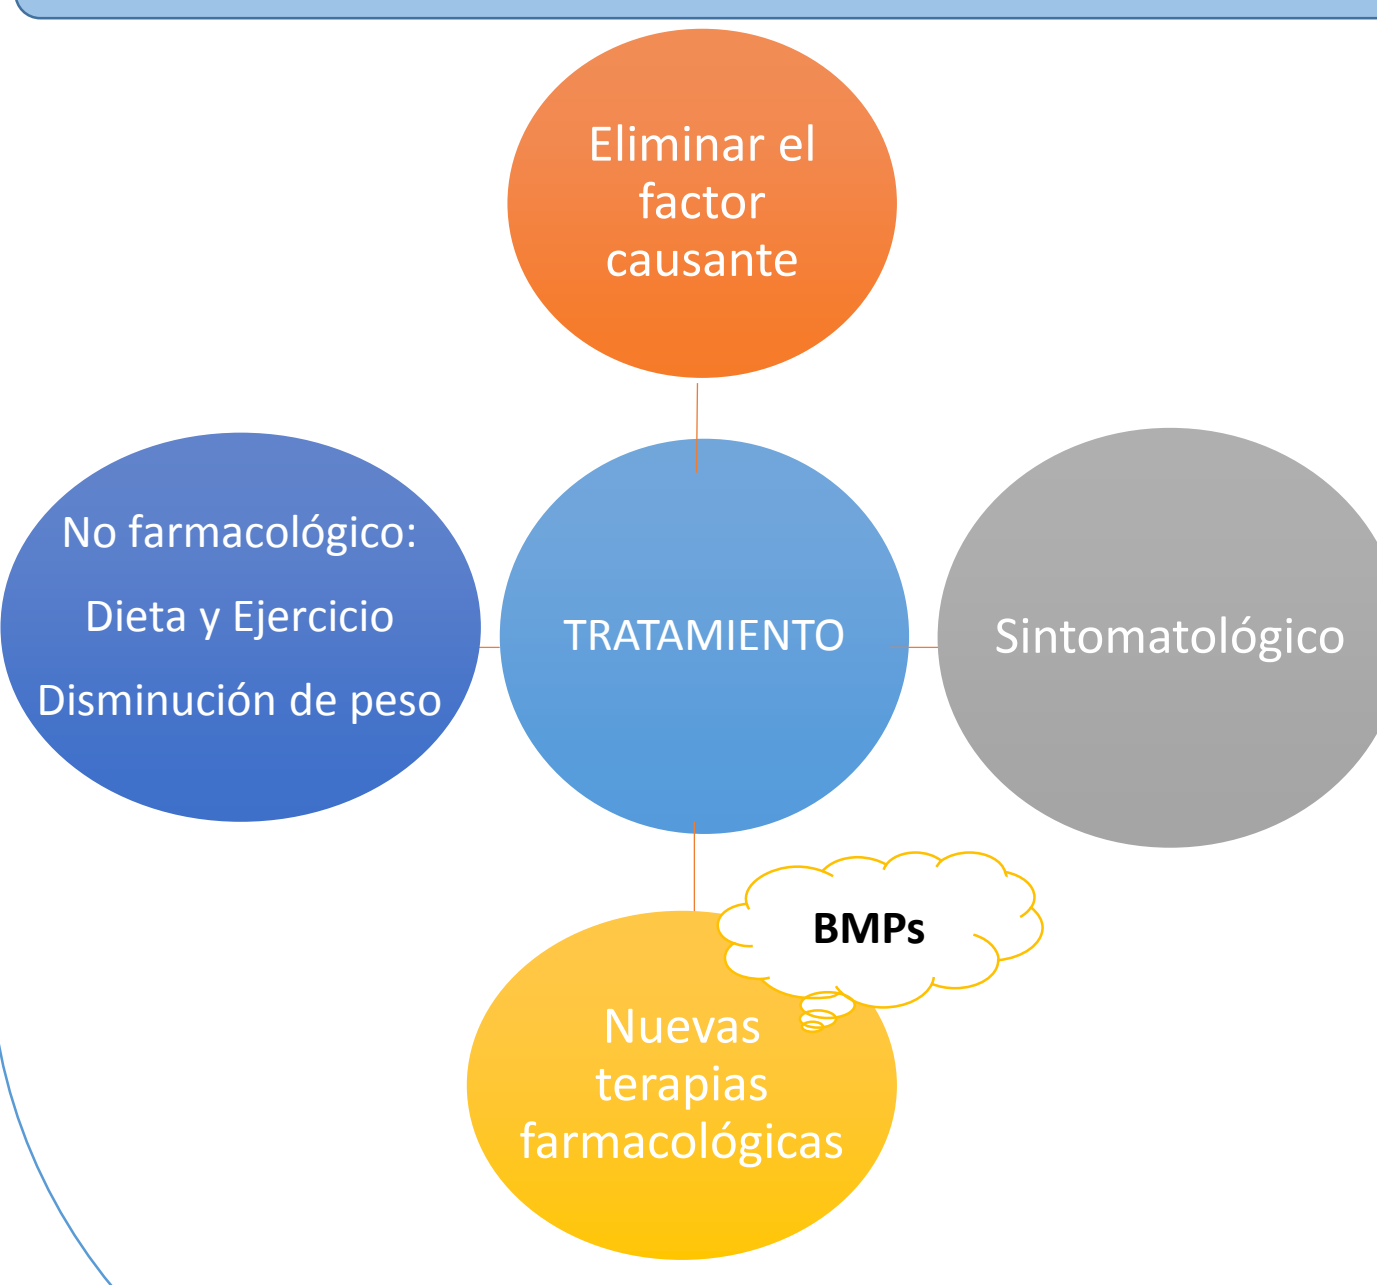 Eliminar el
factor
causante
No farmacológico:
Dieta y Ejercicio
Disminución de peso
TRATAMIENTO
Sintomatológico
BMPs
Nuevas
terapias
farmacológicas